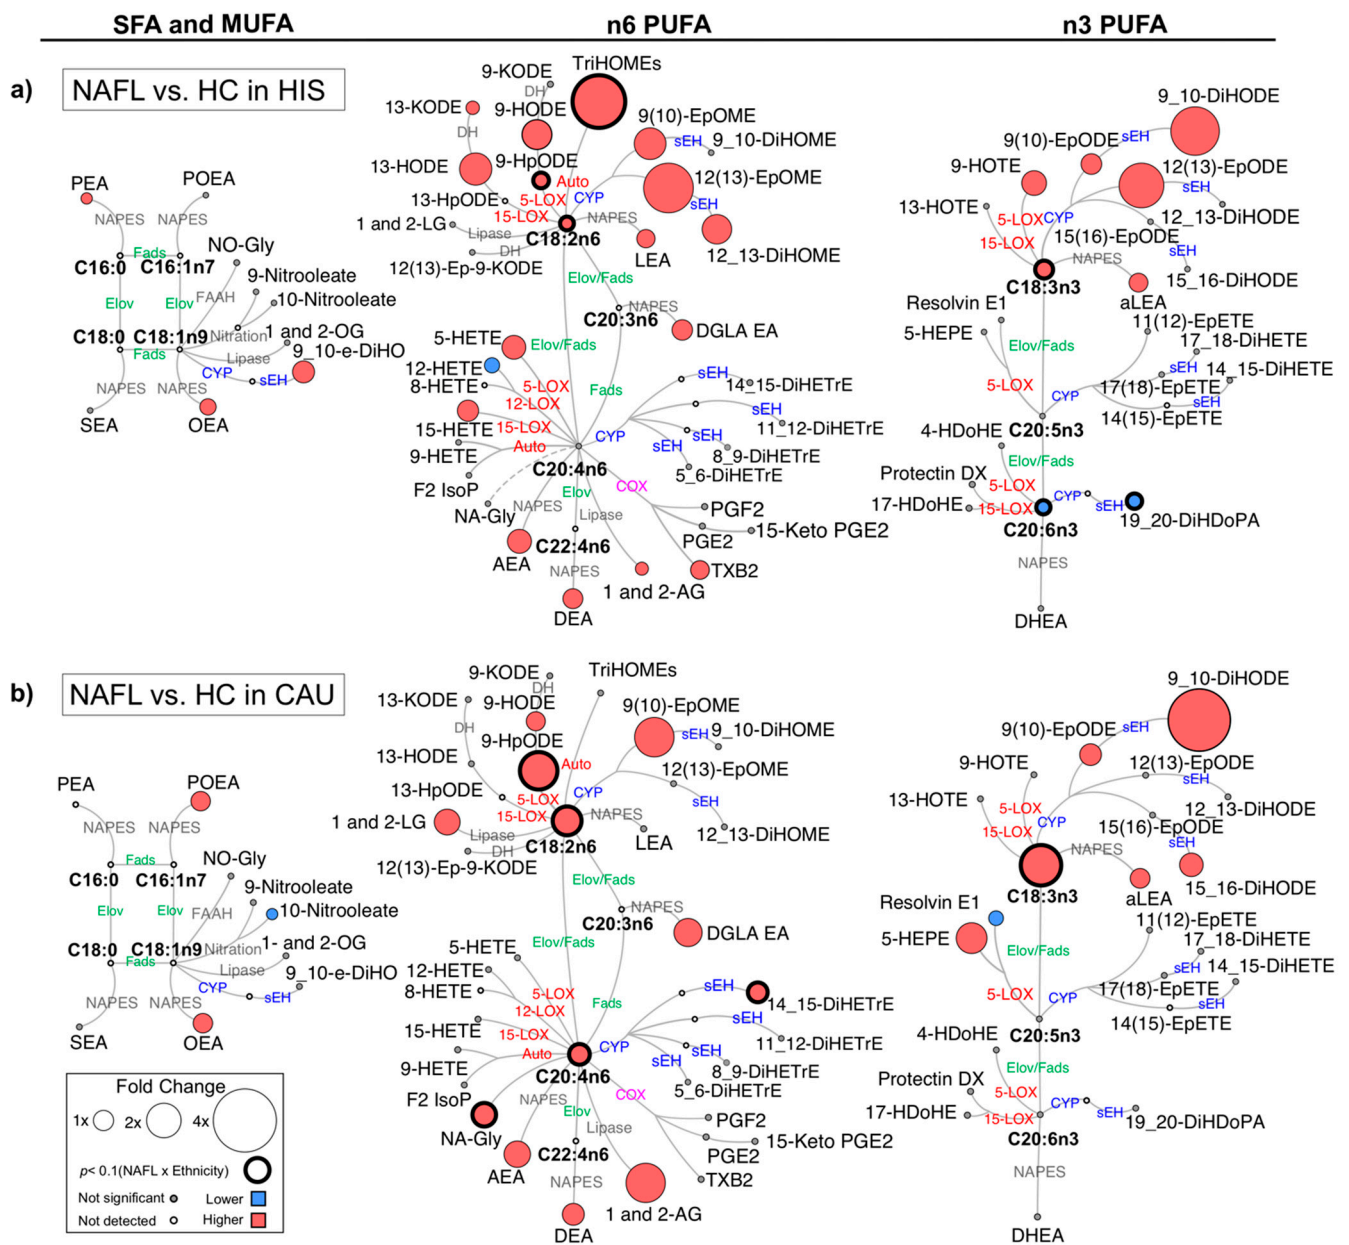 SFA and MUFA
n6 PUFA
n3 PUFA
a)
NAFL vs. HC in HIS
PEA
POEA
NAPES
NAPES
NO-Gly
Fads
C16:0
C16:1n7
9-Nitrooleate
10-Nitrooleate
Elov
Elov
FAAH
C18:0
C18:1n9
Nitration
1 and 2-OG
Fads
Lipase
9_10-e-DiHO
CYP
sEH
NAPES
NAPES
SEA
OEA
9-KODE
TriHOMEs
DH
13-KODE
9-HODE
9(10)-EpOME
DH
sEH
9_10-DiHOME
13-HODE
9-HpODE
Auto
12(13)-EpOME
13-HpODE
5-LOX
CYP
sEH
15-LOX
NAPES
1 and 2-LG
Lipase
C18:2n6
DH
LEA
12_13-DiHOME
12(13)-Ep-9-KODE
Elov/Fads
NAPES
C20:3n6
DGLA EA
5-HETE
Elov/Fads
12-HETE
sEH
8-HETE
5-LOX
14_15-DiHETrE
Fads
12-LOX
sEH
15-HETE
15-LOX
CYP
11_12-DiHETrE
Auto
sEH
sEH
9-HETE
8_9-DiHETrE
C20:4n6
5_6-DiHETrE
F2 IsoP
Elov
COX
NA-Gly
NAPES
Lipase
PGF2
15-Keto PGE2
PGE2
AEA
C22:4n6
NAPES
TXB2
1 and 2-AG
DEA
9_10-DiHODE
9(10)-EpODE
sEH
9-HOTE
12(13)-EpODE
sEH
13-HOTE
5-LOX
CYP
12_13-DiHODE
15-LOX
15(16)-EpODE
sEH
NAPES
15_16-DiHODE
C18:3n3
aLEA
Resolvin E1
11(12)-EpETE
5-HEPE
17_18-DiHETE
Elov/Fads
sEH
14_15-DiHETE
5-LOX
CYP
17(18)-EpETE
sEH
14(15)-EpETE
4-HDoHE
C20:5n3
Elov/Fads
Protectin DX
5-LOX
CYP
17-HDoHE
15-LOX
sEH
19_20-DiHDoPA
C20:6n3
NAPES
DHEA
b)
NAFL vs. HC in CAU
PEA
POEA
NAPES
NAPES
NO-Gly
Fads
C16:0
C16:1n7
9-Nitrooleate
10-Nitrooleate
Elov
Elov
FAAH
C18:0
C18:1n9
Nitration
1- and 2-OG
Fads
Lipase
9_10-e-DiHO
CYP
sEH
NAPES
NAPES
SEA
OEA
9-KODE
TriHOMEs
DH
13-KODE
9-HODE
9(10)-EpOME
DH
sEH
9_10-DiHOME
9-HpODE
13-HODE
Auto
12(13)-EpOME
13-HpODE
5-LOX
CYP
sEH
15-LOX
NAPES
1 and 2-LG
Lipase
12_13-DiHOME
DH
C18:2n6
LEA
12(13)-Ep-9-KODE
Elov/Fads
NAPES
C20:3n6
DGLA EA
5-HETE
Elov/Fads
12-HETE
sEH
8-HETE
5-LOX
14_15-DiHETrE
Fads
12-LOX
sEH
15-HETE
15-LOX
CYP
11_12-DiHETrE
Auto
sEH
sEH
9-HETE
8_9-DiHETrE
C20:4n6
5_6-DiHETrE
F2 IsoP
NAPES
Elov
COX
NA-Gly
Lipase
PGF2
15-Keto PGE2
PGE2
AEA
C22:4n6
NAPES
TXB2
1 and 2-AG
DEA
9_10-DiHODE
9(10)-EpODE
sEH
9-HOTE
12(13)-EpODE
sEH
13-HOTE
5-LOX
CYP
12_13-DiHODE
15-LOX
15(16)-EpODE
sEH
NAPES
15_16-DiHODE
C18:3n3
aLEA
Resolvin E1
11(12)-EpETE
5-HEPE
17_18-DiHETE
Elov/Fads
sEH
14_15-DiHETE
5-LOX
CYP
17(18)-EpETE
sEH
14(15)-EpETE
4-HDoHE
C20:5n3
Elov/Fads
Protectin DX
5-LOX
CYP
17-HDoHE
15-LOX
sEH
19_20-DiHDoPA
C20:6n3
NAPES
DHEA
Fold Change
1x
2x
4x
p< 0.1(NAFL x Ethnicity)
Not significant
Lower
Not detected
Higher